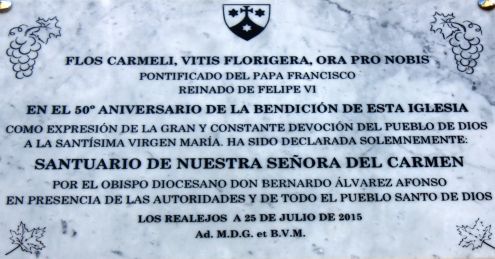 FLOS CARMELI, VITIS FLORIGERA, ORA PRO NOBIS
PONTIFICADO DEL PAPA FRANCISCO
REINADO DE FELIPE VI
EN EL 50º ANIVERSARIO DE LA BENDICIÓN DE ESTA IGLESIA
COMO EXPRESIÓN DE LA GRAN Y CONSTANTE DEVOCIÓN DEL PUEBLO DE DIOS
A LA SANTÍSIMA VIRGEN MARÍA. HA SIDO DECLARADA SOLEMNEMENTE:
SANTUARIO DE NUESTRA SEÑORA DEL CARMEN
POR EL OBISPO DIOCESANO DON BERNARDO ÁLVAREZ AFONSO
EN PRESENCIA DE LAS AUTORIDADES Y DE TODO EL PUEBLO SANTO DE DIOS
LOS REALEJOS A 25 DE JULIO DE 2015
Ad. M.D.G. et B.V.M.